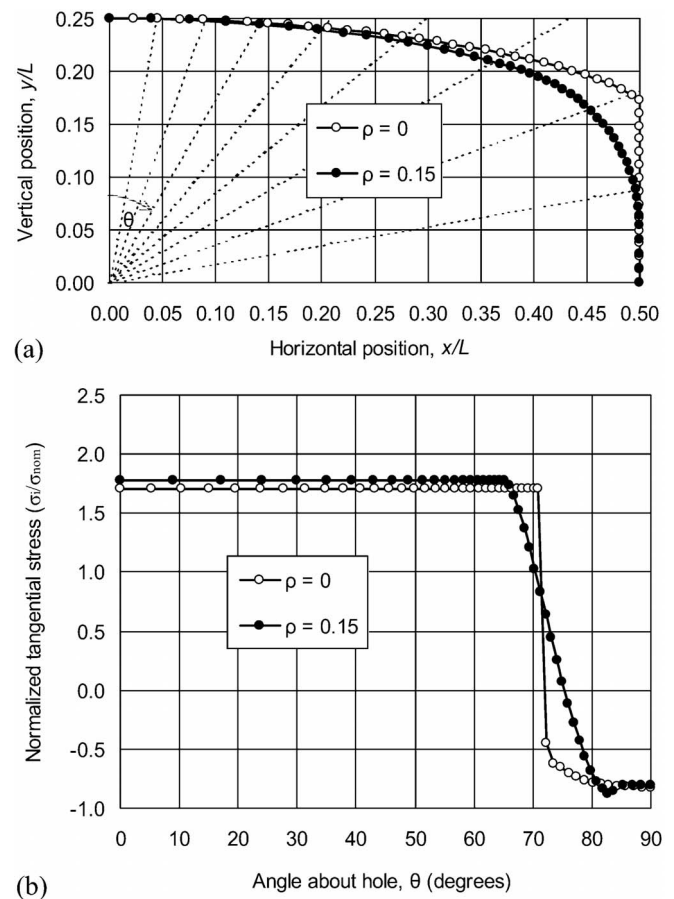 0.25
0.20
0.15
0.10
0.05
0.00
Vertical position, y/L
ρ = 0
ρ = 0.15
θ
0.00 0.05 0.10 0.15 0.20 0.25 0.30 0.35 0.40 0.45 0.50
(a)
Horizontal position, x/L
2.5
2.0
1.5
1.0
0.5
0.0
-0.5
-1.0
Normalized tangential stress (σi/σnom)
ρ = 0
ρ = 0.15
0 10 20 30 40 50 60 70 80 90
(b)
Angle about hole, θ (degrees)